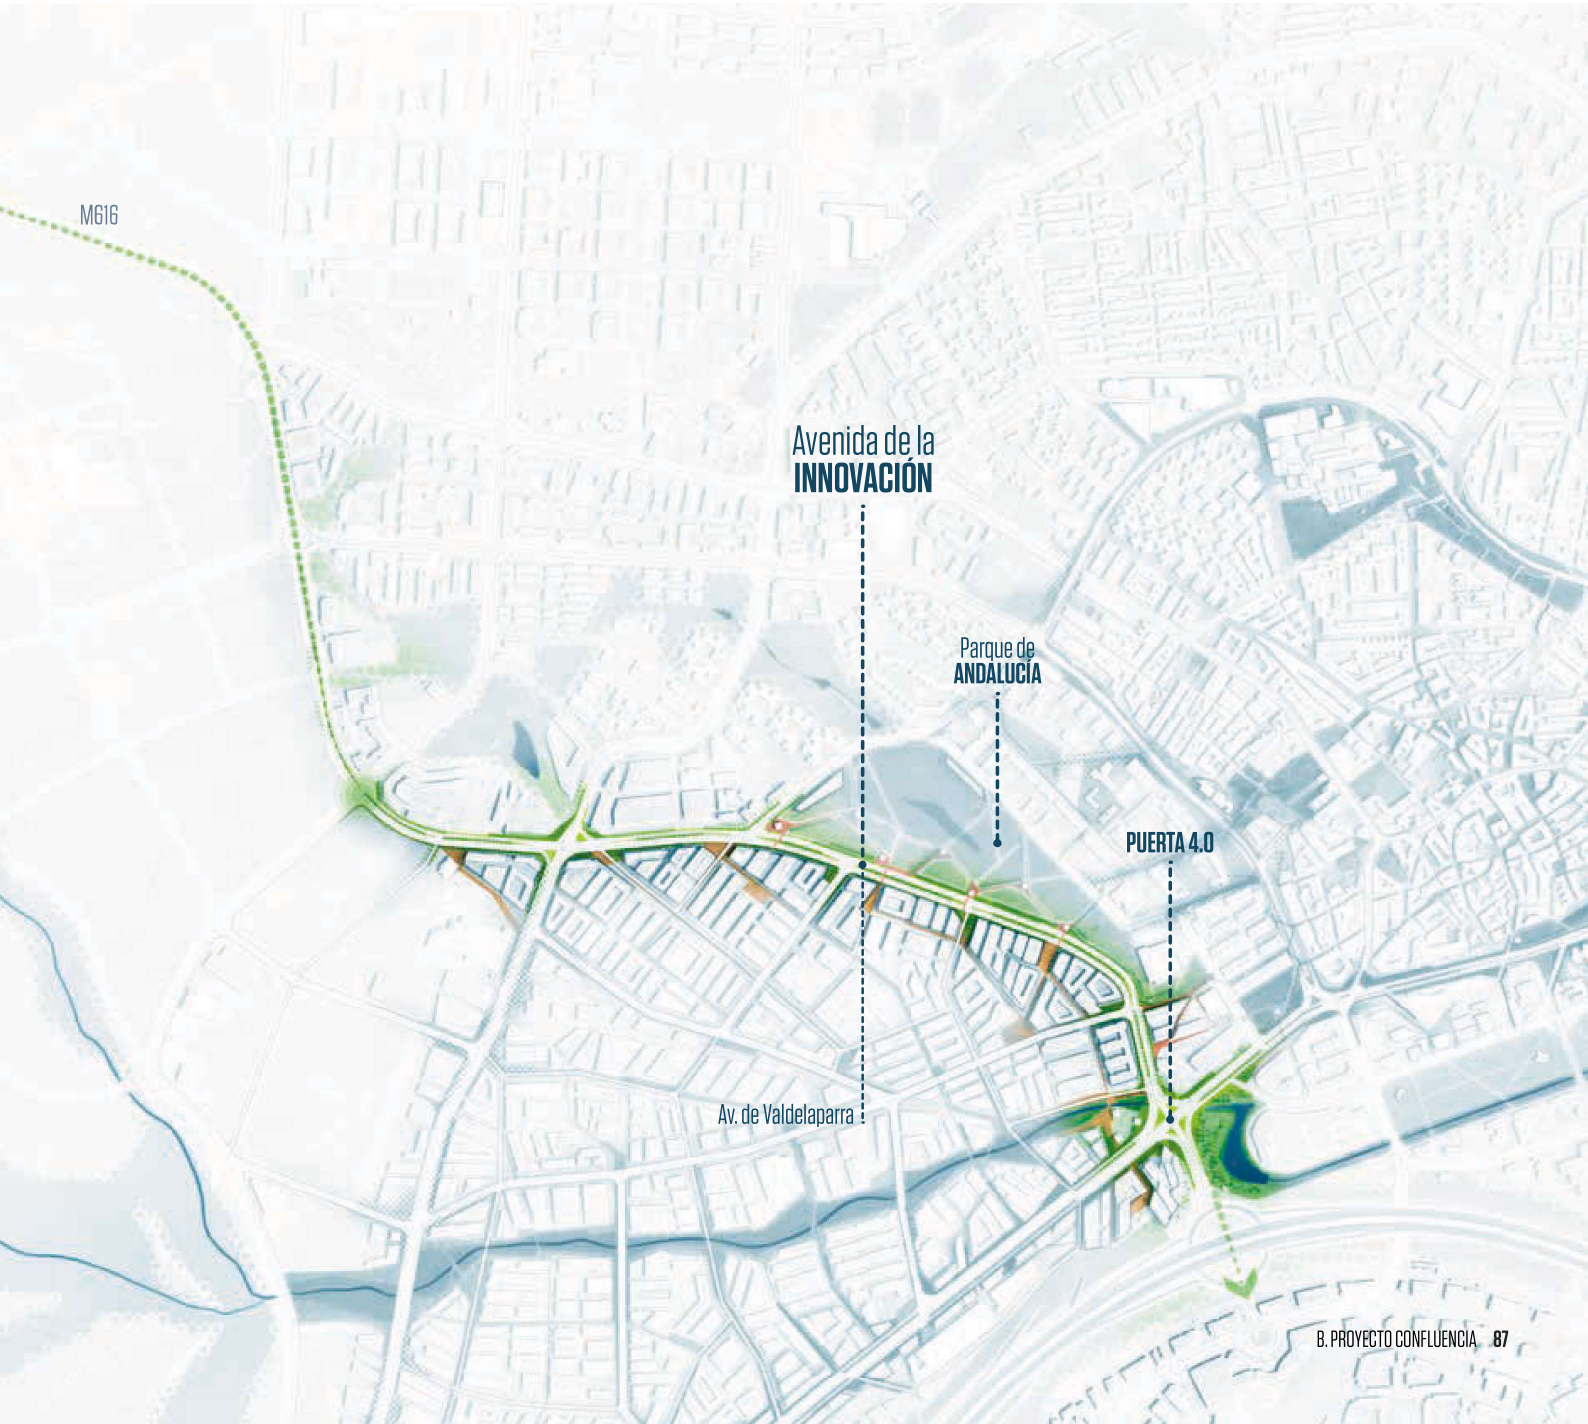 M616
Avenida de la
INNOVACIÓN
Parque de
ANDALUCÍA
PUERTA 4.0
Av. de Valdelaparra
B. PROYECTO CONFLUENCIA 87